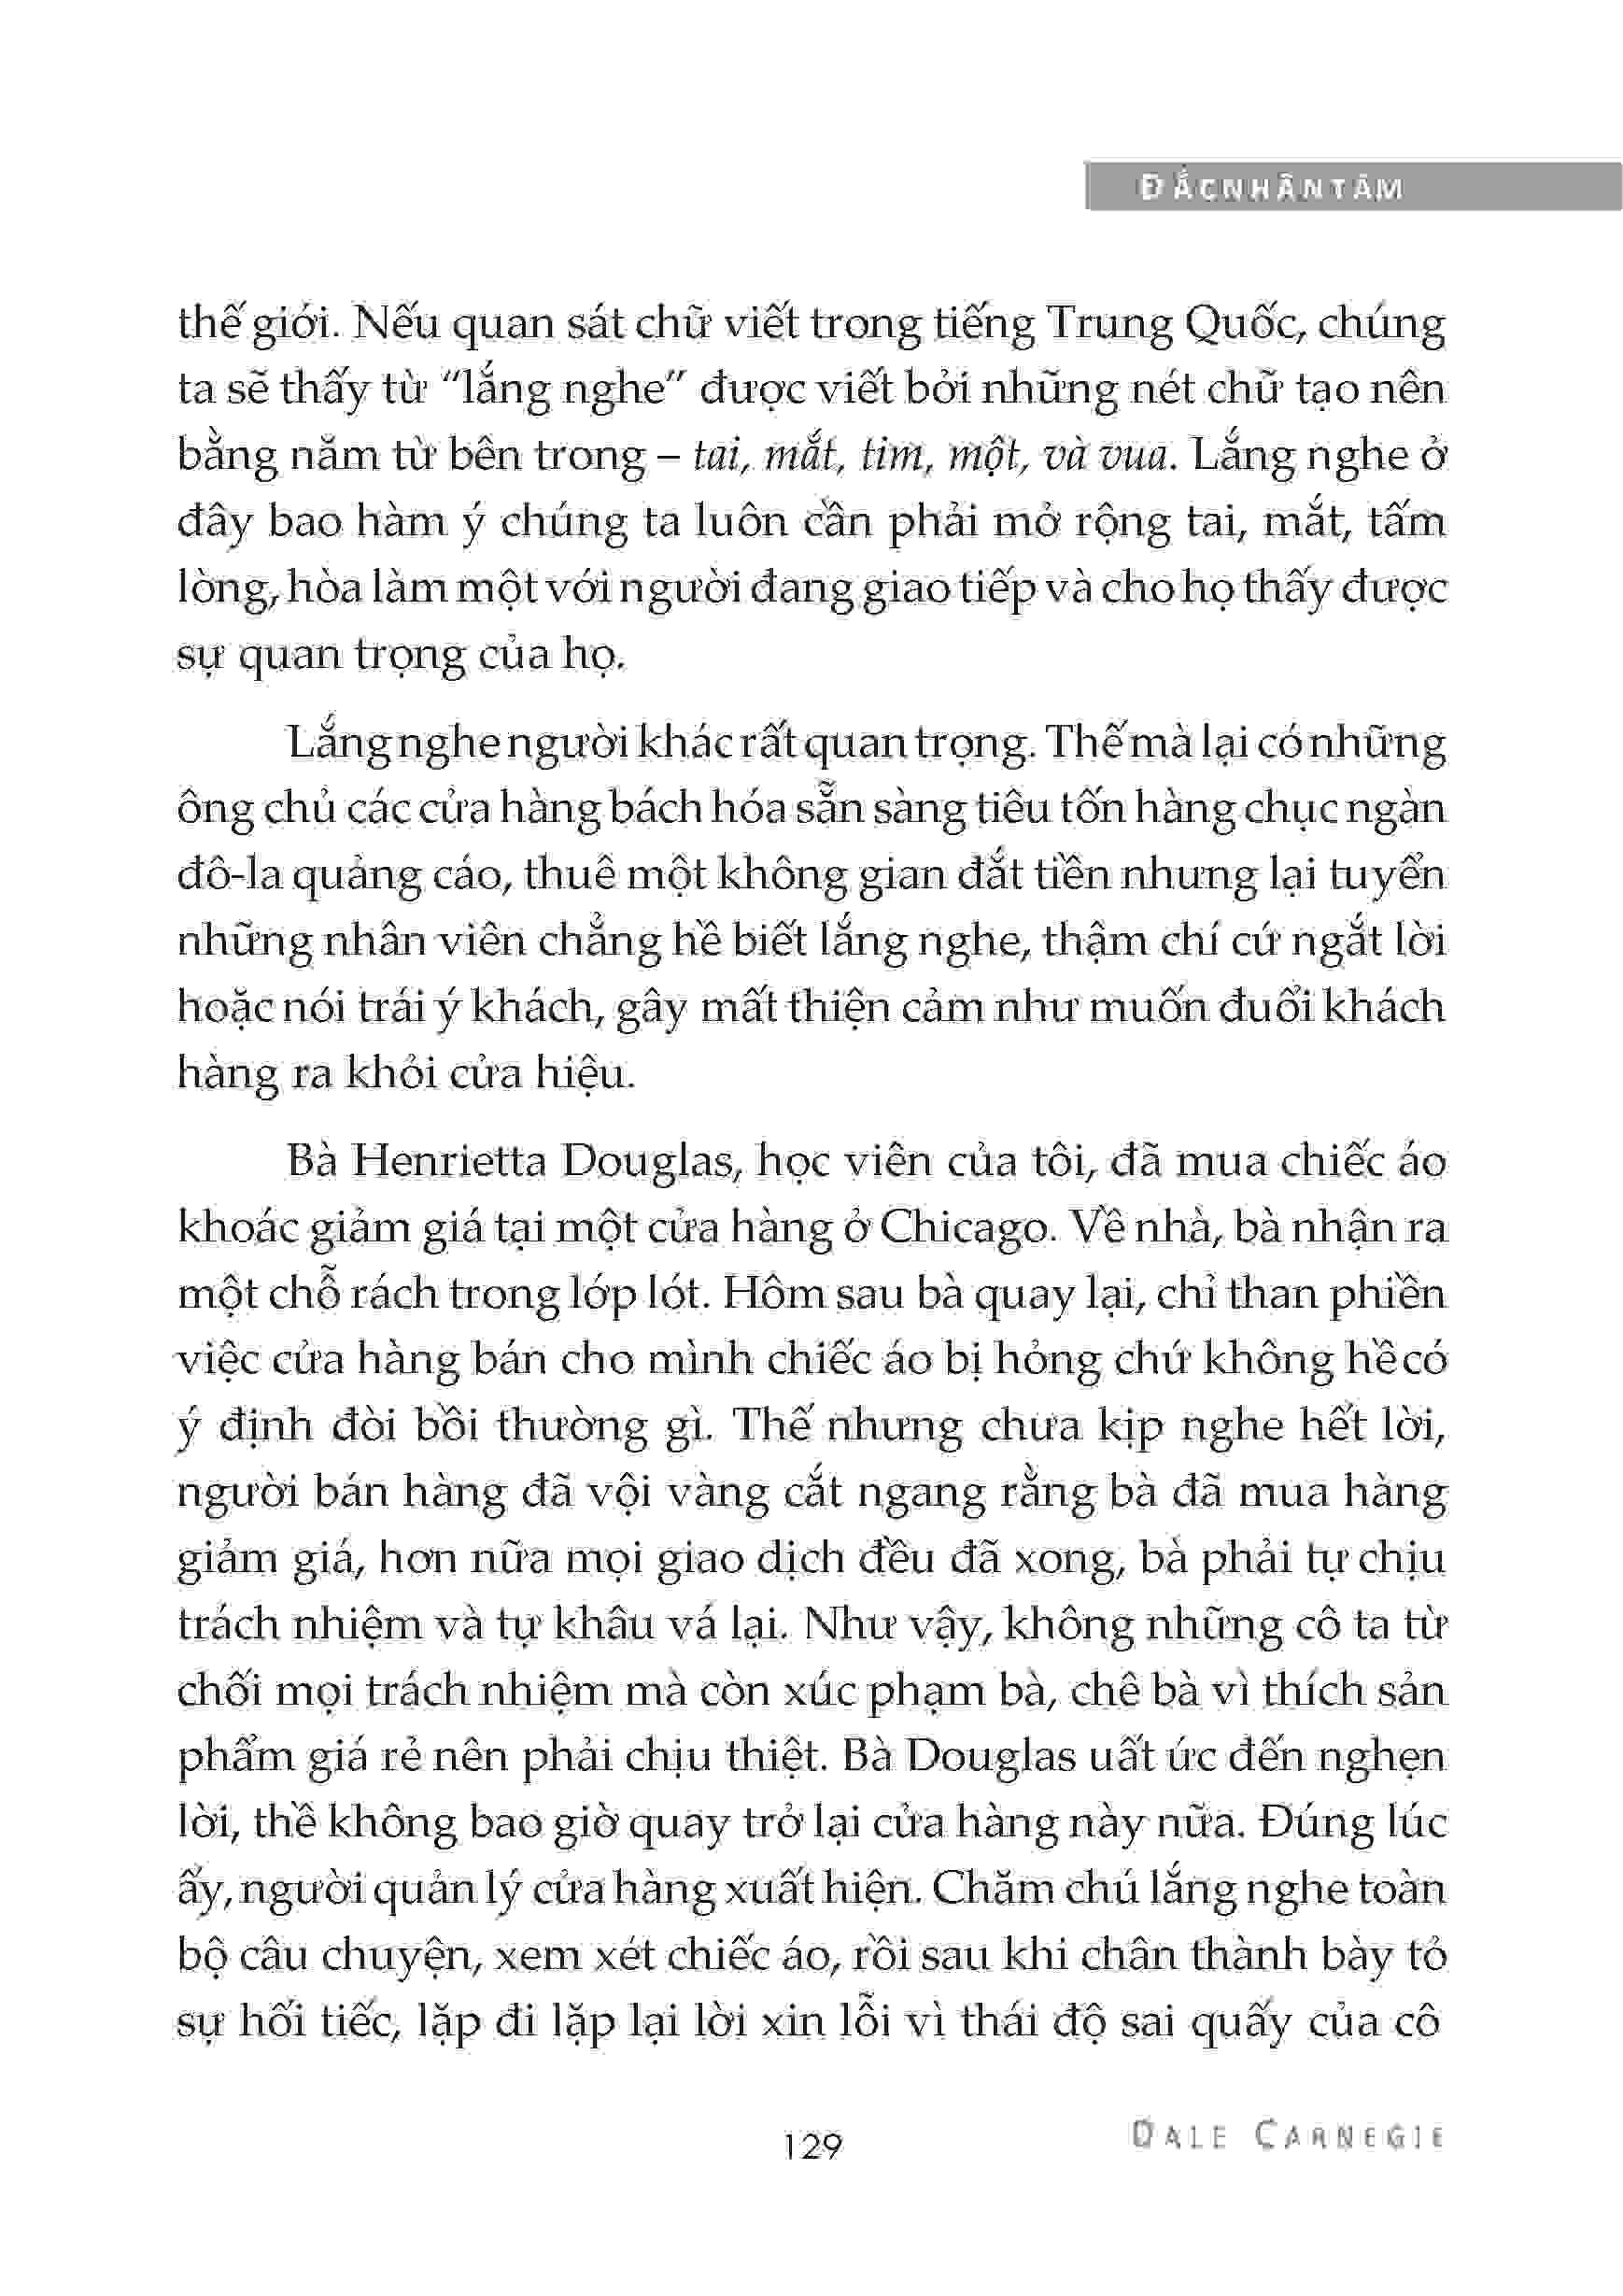 ĐẮC NHÂN TÂM
thế giới. Nếu quan sát chữ viết trong tiếng Trung Quốc, chúng
ta sẽ thấy từ “lắng nghe” được viết bởi những nét chữ tạo nên
bằng năm từ bên trong – tai, mắt, tim, một, và vua. Lắng nghe ở
đây bao hàm ý chúng ta luôn cần phải mở rộng tai, mắt, tấm
lòng, hòa làm một với người đang giao tiếp và cho họ thấy được
sự quan trọng của họ.
Lắng nghe người khác rất quan trọng. Thế mà lại có những
ông chủ các cửa hàng bách hóa sẵn sàng tiêu tốn hàng chục ngàn
đô-la quảng cáo, thuê một không gian đắt tiền nhưng lại tuyển
những nhân viên chẳng hề biết lắng nghe, thậm chí cứ ngắt lời
hoặc nói trái ý khách, gây mất thiện cảm như muốn đuổi khách
hàng ra khỏi cửa hiệu.
Bà Henrietta Douglas, học viên của tôi, đã mua chiếc áo
khoác giảm giá tại một cửa hàng ở Chicago. Về nhà, bà nhận ra
một chỗ rách trong lớp lót. Hôm sau bà quay lại, chỉ than phiền
việc cửa hàng bán cho mình chiếc áo bị hỏng chứ không hề có
ý định đòi bồi thường gì. Thế nhưng chưa kịp nghe hết lời,
người bán hàng đã vội vàng cắt ngang rằng bà đã mua hàng
giảm giá, hơn nữa mọi giao dịch đều đã xong, bà phải tự chịu
trách nhiệm và tự khâu vá lại. Như vậy, không những cô ta từ
chối mọi trách nhiệm mà còn xúc phạm bà, chê bà vì thích sản
phẩm giá rẻ nên phải chịu thiệt. Bà Douglas uất ức đến nghẹn
lời, thề không bao giờ quay trở lại cửa hàng này nữa. Đúng lúc
ấy, người quản lý cửa hàng xuất hiện. Chăm chú lắng nghe toàn
bộ câu chuyện, xem xét chiếc áo, rồi sau khi chân thành bày tỏ
sự hối tiếc, lặp đi lặp lại lời xin lỗi vì thái độ sai quấy của cô
129
DALE CARNEGIE